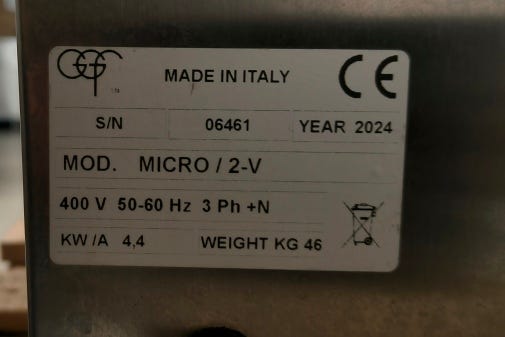 MADE IN ITALY CE
S/N 06461 YEAR 2024
MOD. MICRO / 2-V
400 V 50-60 Hz 3 Ph +N
KW /A 4,4 WEIGHT KG 46